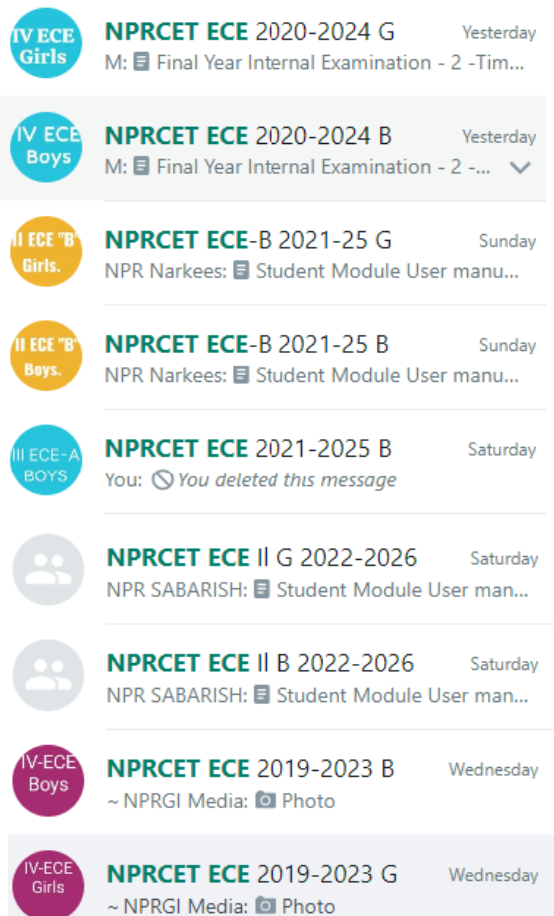 IV ECE
Girls
NPRCET ECE 2020-2024 G
Yesterday
M: Final Year Internal Examination - 2 -Tim...
IV ECE
Boys
NPRCET ECE 2020-2024 B
Yesterday
M: Final Year Internal Examination - 2 -...
II ECE "B"
Girls.
NPRCET ECE-B 2021-25 G
Sunday
NPR Narkees: Student Module User manu...
II ECE "B"
Boys.
NPRCET ECE-B 2021-25 B
Sunday
NPR Narkees: Student Module User manu...
III ECE-A
BOYS
NPRCET ECE 2021-2025 B
Saturday
You: You deleted this message
NPRCET ECE Il G 2022-2026
Saturday
NPR SABARISH: Student Module User man...
NPRCET ECE Il B 2022-2026
Saturday
NPR SABARISH: Student Module User man...
IV-ECE
Boys
NPRCET ECE 2019-2023 B
Wednesday
~ NPRGI Media: Photo
IV-ECE
Girls
NPRCET ECE 2019-2023 G
Wednesday
~ NPRGI Media: Photo